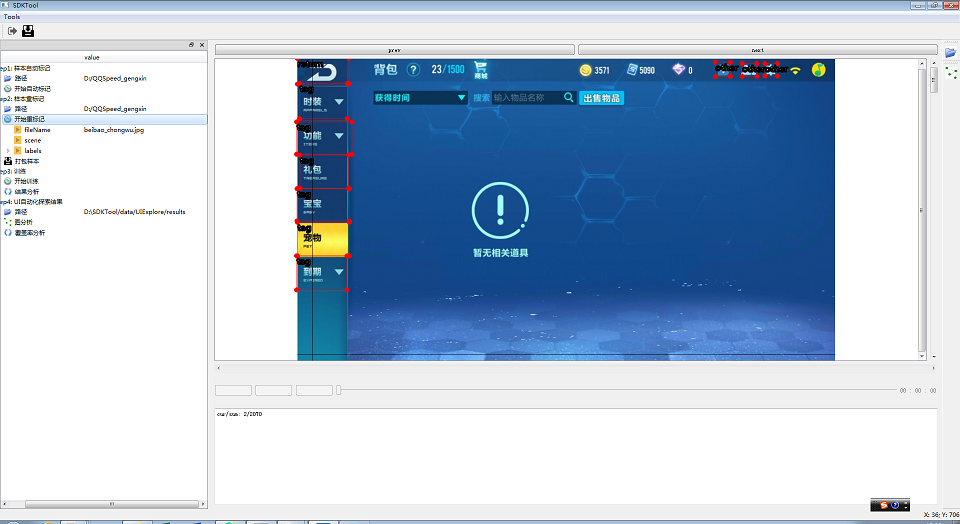 SDKTool
Tools
value
ep1: 样本自动标记
路径 D:/QQSpeed_gengxin
开始自动标记
ep2: 样本重标记
路径 D:/QQSpeed_gengxin
开始重标记
fileName beibao_chongwu.jpg
scene
labels
打包样本
ep3: 训练
开始训练
结果分析
ep4: UI自动化探索结果
路径 D:\SDKTool/data/UIExplore/results
图分析
覆盖率分析
prev next
return 背包 ? 23/1500 商城 3571 5090 0 other other
获得时间 搜索 输入物品名称 出售物品
tag
时装
tag
功能
tag
礼包
tag
宝宝
tag
宠物
PET
tag
到期
暂无相关道具
00 : 00 : 00
cur/sum: 2/2010
X: 36; Y: 706